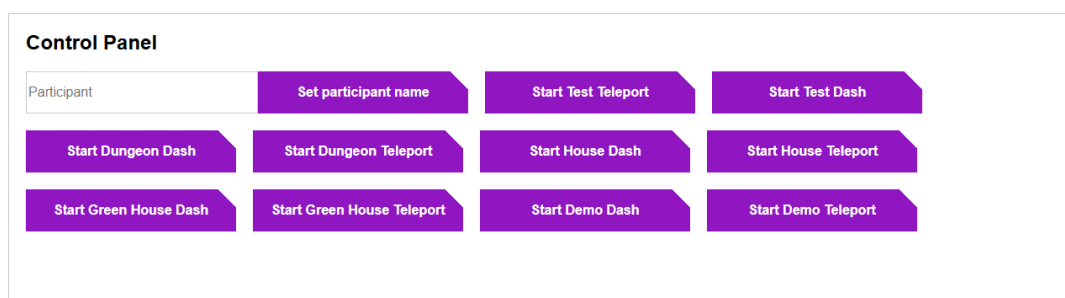 Control Panel
Participant Set participant name Start Test Teleport Start Test Dash
Start Dungeon Dash Start Dungeon Teleport Start House Dash Start House Teleport
Start Green House Dash Start Green House Teleport Start Demo Dash Start Demo Teleport